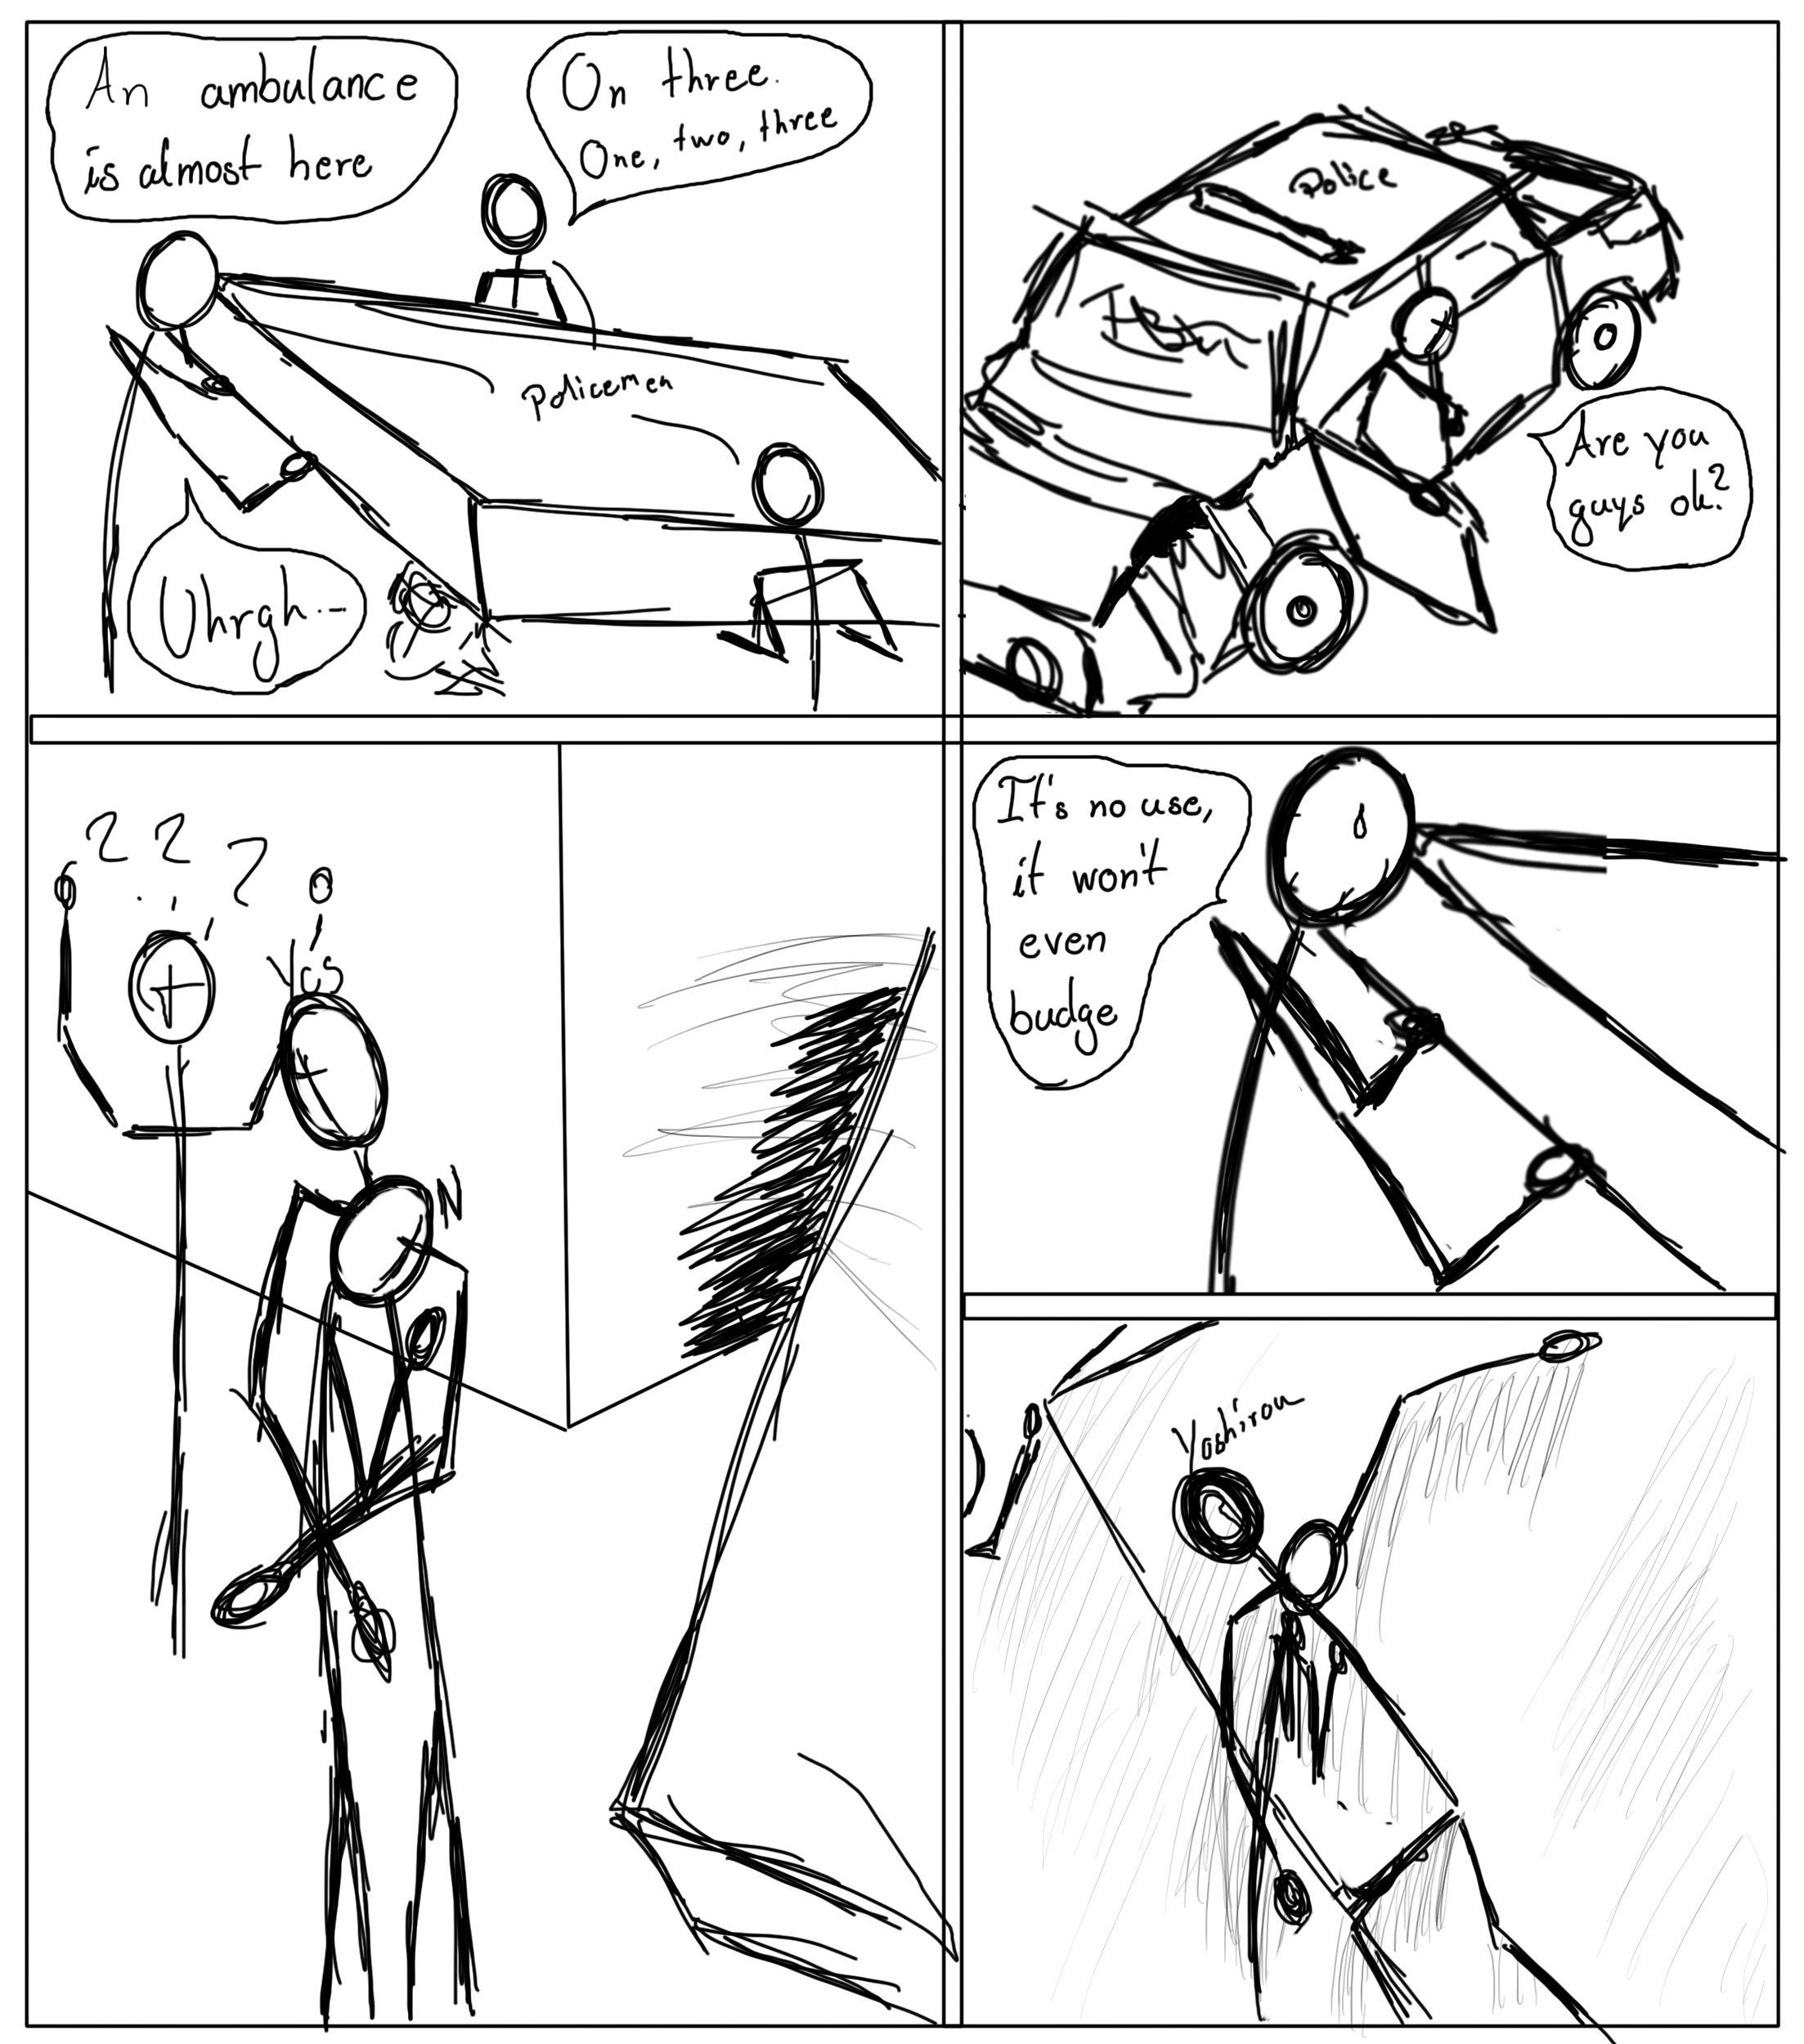 An ambulance
is almost here
On three.
One, two, three
Policemen
Uhrgh...
Police
Are you
guys ok?
? ? ?
Yas
N
It's no use,
it won't
even
budge
Yoshirou